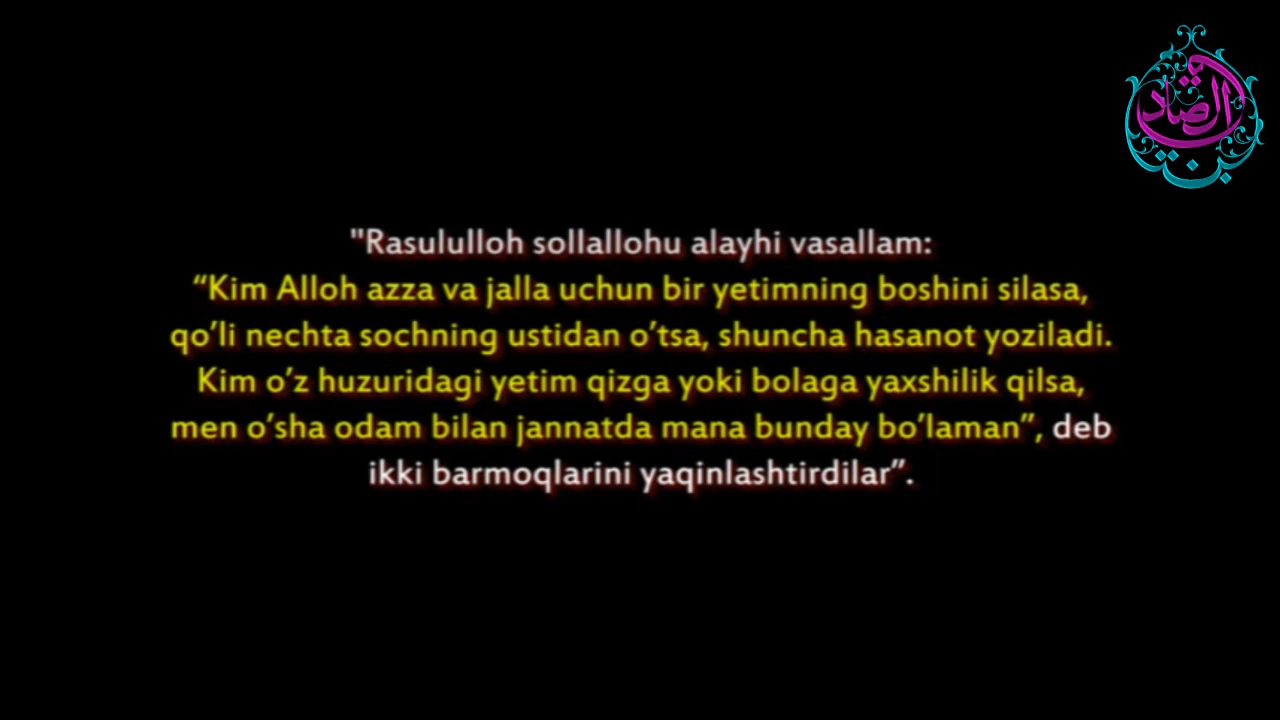 "Rasululloh sollallohu alayhi vasallam:
“Kim Alloh azza va jalla uchun bir yetimning boshini silasa,
qo’li nechta sochning ustidan o’tsa, shuncha hasanot yoziladi.
Kim o’z huzuridagi yetim qizga yoki bolaga yaxshilik qilsa,
men o’sha odam bilan jannatda mana bunday bo’laman”, deb
ikki barmoqlarini yaqinlashtirdilar”.